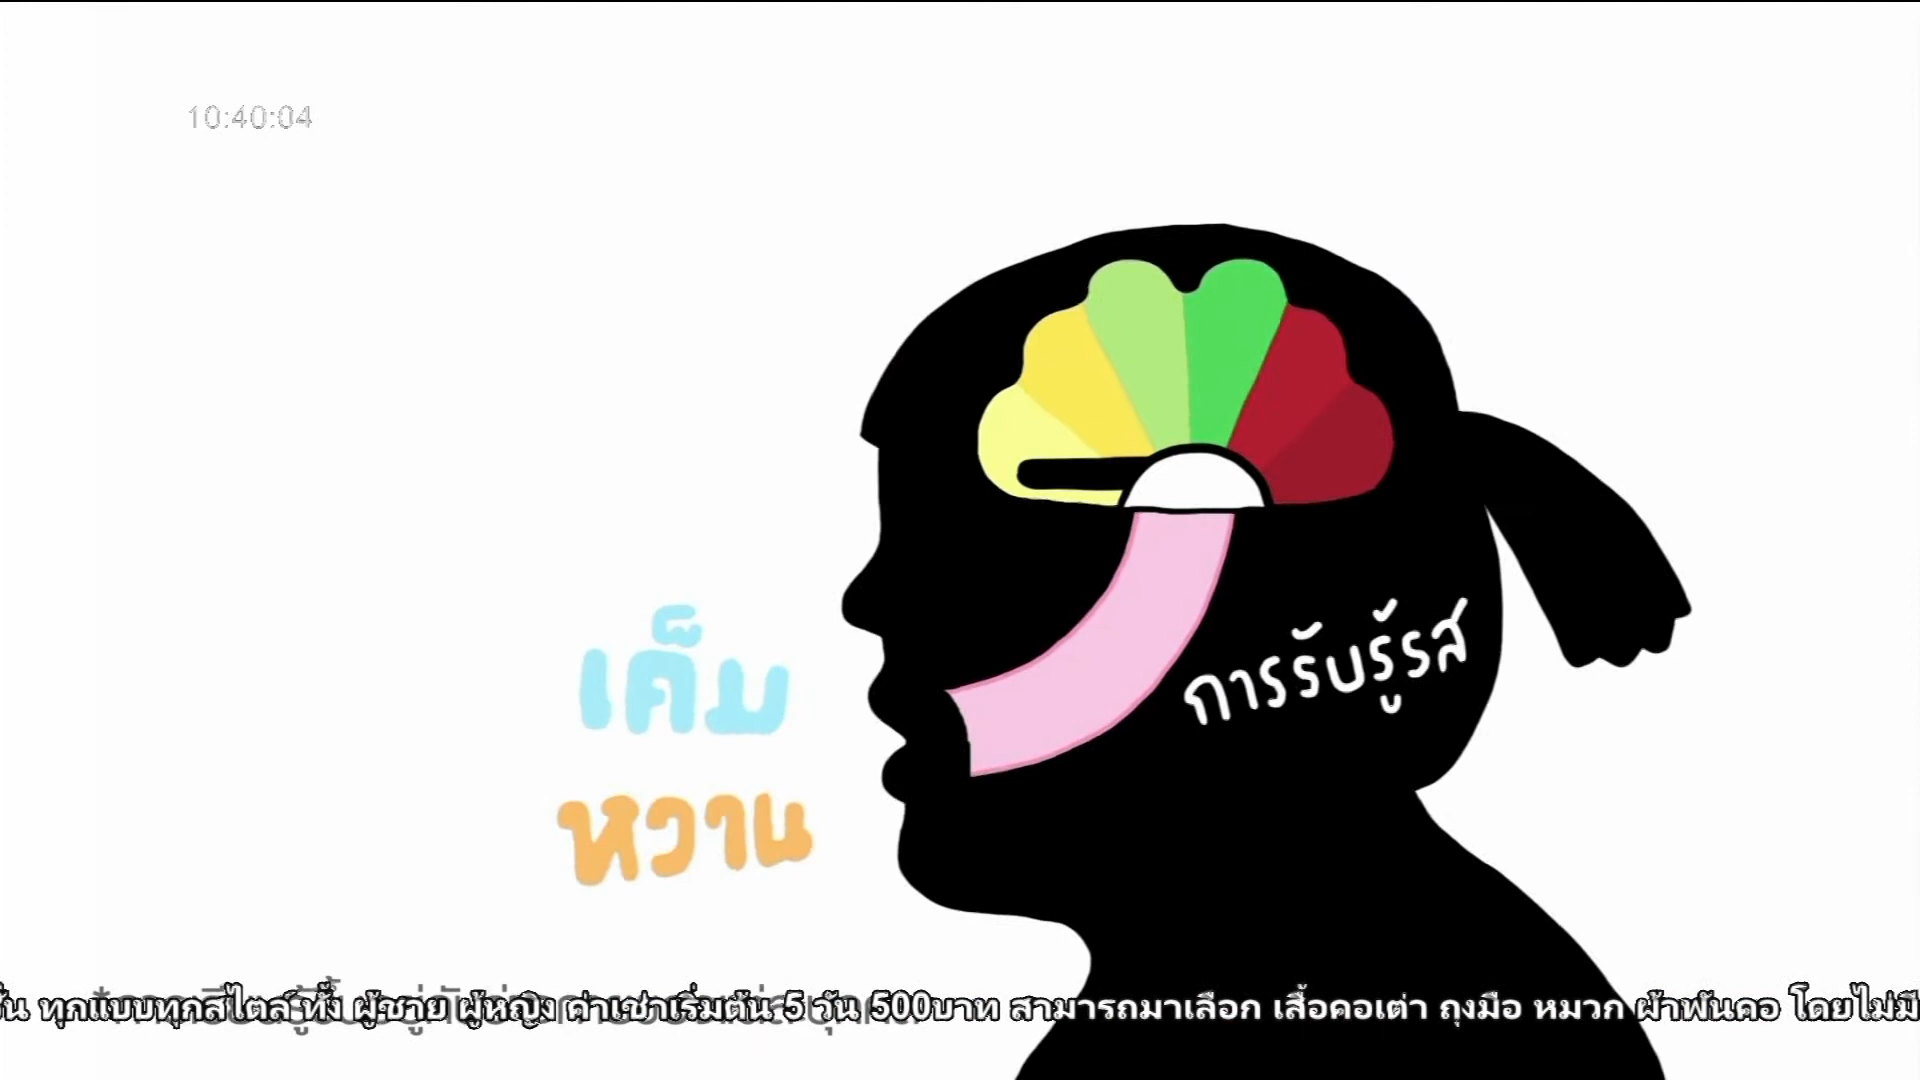 10:40:04
เค็ม
การรับรู้รส
หวาน
ทุกแบบทุกสไตล์ ทั้ง ผู้ชาย ผู้หญิง ค่าเช่าเริ่มต้น 5 วัน 500บาท สามารถมาเลือก เสื้อคอเต่า ถุงมือ หมวก ผ้าพันคอ โดยไม่มี